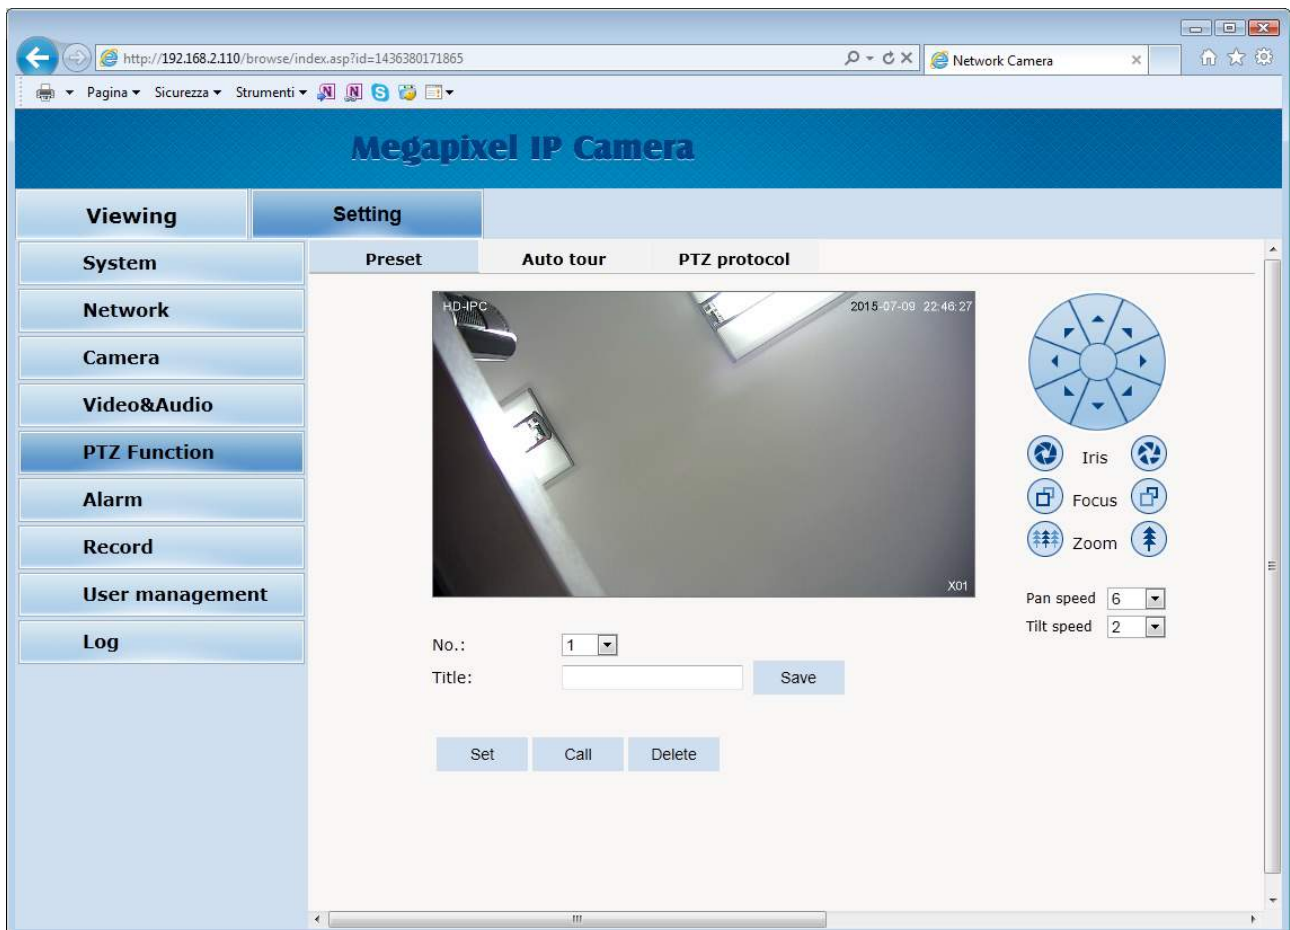 http://192.168.2.110/browse/index.asp?id=1436380171865
Network Camera
Pagina Sicurezza Strumenti
Megapixel IP Camera
Viewing Setting
System
Network
Camera
Video&Audio
PTZ Function
Alarm
Record
User management
Log
Preset Auto tour PTZ protocol
HD-IPC 2015-07-09 22:46:27
X01
Iris
Focus
Zoom
Pan speed 6
Tilt speed 2
No.: 1
Title: Save
Set Call Delete